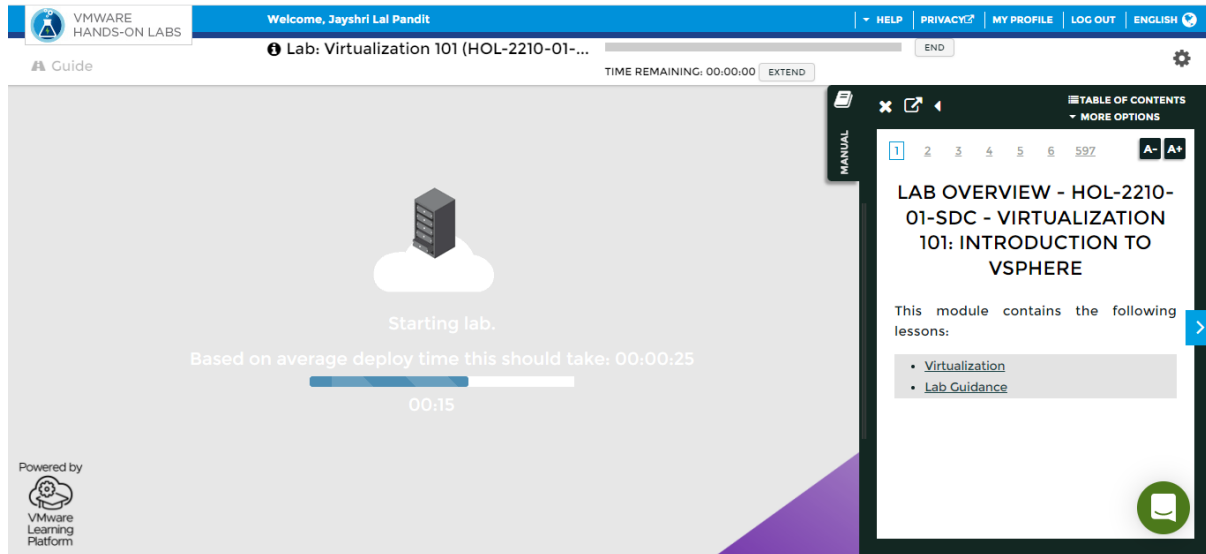 VMWARE
HANDS-ON LABS
Welcome, Jayshri Lal Pandit
HELP
PRIVACY
MY PROFILE
LOG OUT
ENGLISH
Guide
Lab: Virtualization 101 (HOL-2210-01-...
END
TIME REMAINING: 00:00:00
EXTEND
Starting lab.
Based on average deploy time this should take: 00:00:25
00:15
Powered by
VMware
Learning
Platform
MANUAL
TABLE OF CONTENTS
MORE OPTIONS
1 2 3 4 5 6 597
A- A+
LAB OVERVIEW - HOL-2210-
01-SDC - VIRTUALIZATION
101: INTRODUCTION TO
VSPHERE
This module contains the following
lessons:
• Virtualization
• Lab Guidance